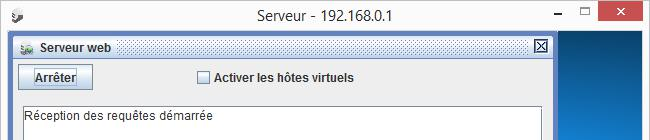 Serveur - 192.168.0.1
Serveur web
Arrêter
Activer les hôtes virtuels
Réception des requêtes démarrée